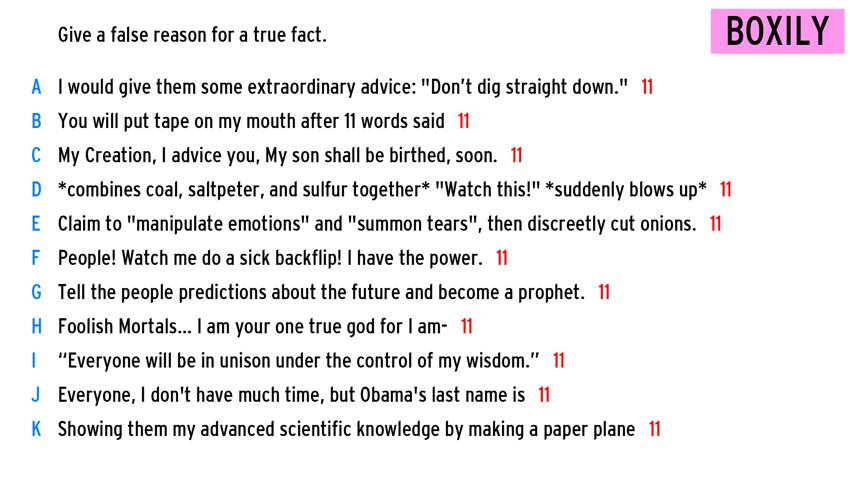 Give a false reason for a true fact.
BOXILY
A I would give them some extraordinary advice: "Don’t dig straight down." 11
B You will put tape on my mouth after 11 words said 11
C My Creation, I advice you, My son shall be birthed, soon. 11
D *combines coal, saltpeter, and sulfur together* "Watch this!" *suddenly blows up* 11
E Claim to "manipulate emotions" and "summon tears", then discreetly cut onions. 11
F People! Watch me do a sick backflip! I have the power. 11
G Tell the people predictions about the future and become a prophet. 11
H Foolish Mortals... I am your one true god for I am- 11
I “Everyone will be in unison under the control of my wisdom.” 11
J Everyone, I don't have much time, but Obama's last name is 11
K Showing them my advanced scientific knowledge by making a paper plane 11